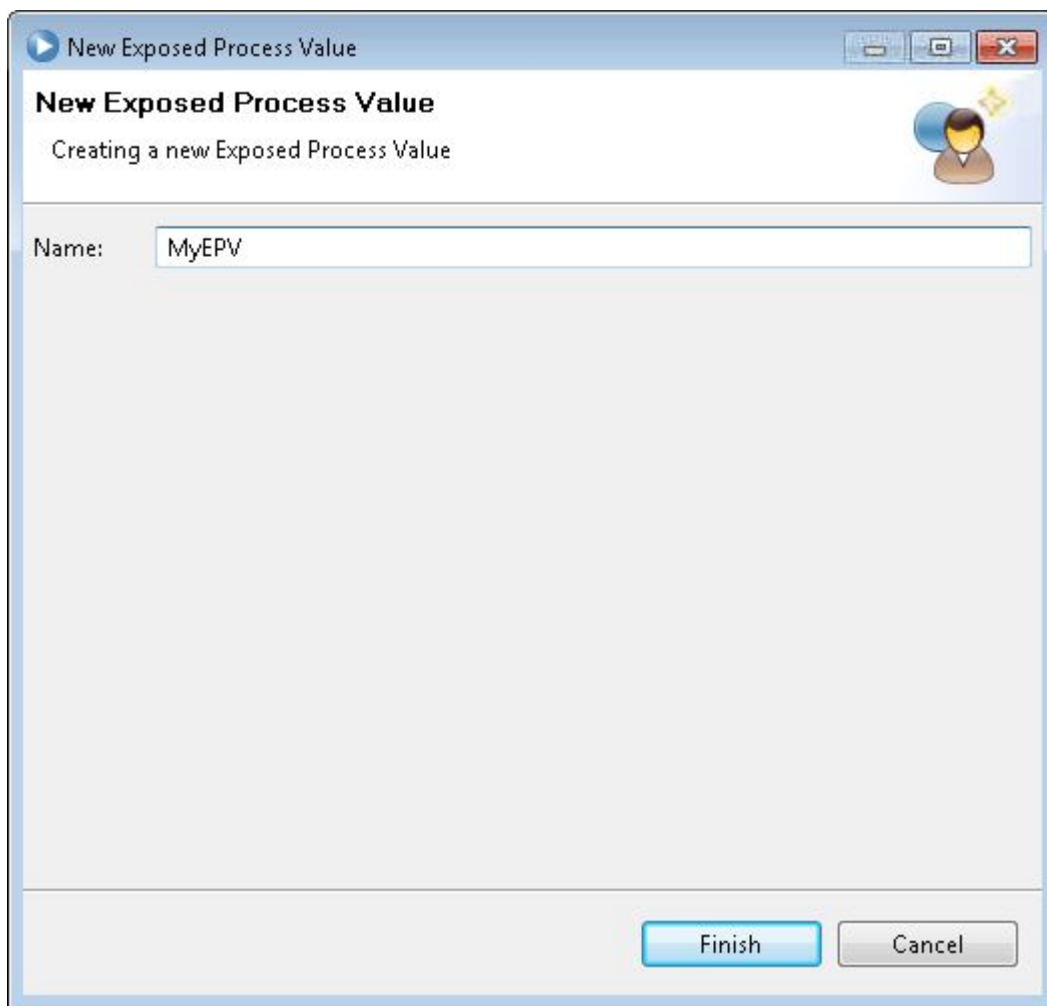 New Exposed Process Value
New Exposed Process Value
Creating a new Exposed Process Value
Name: MyEPV
Finish Cancel